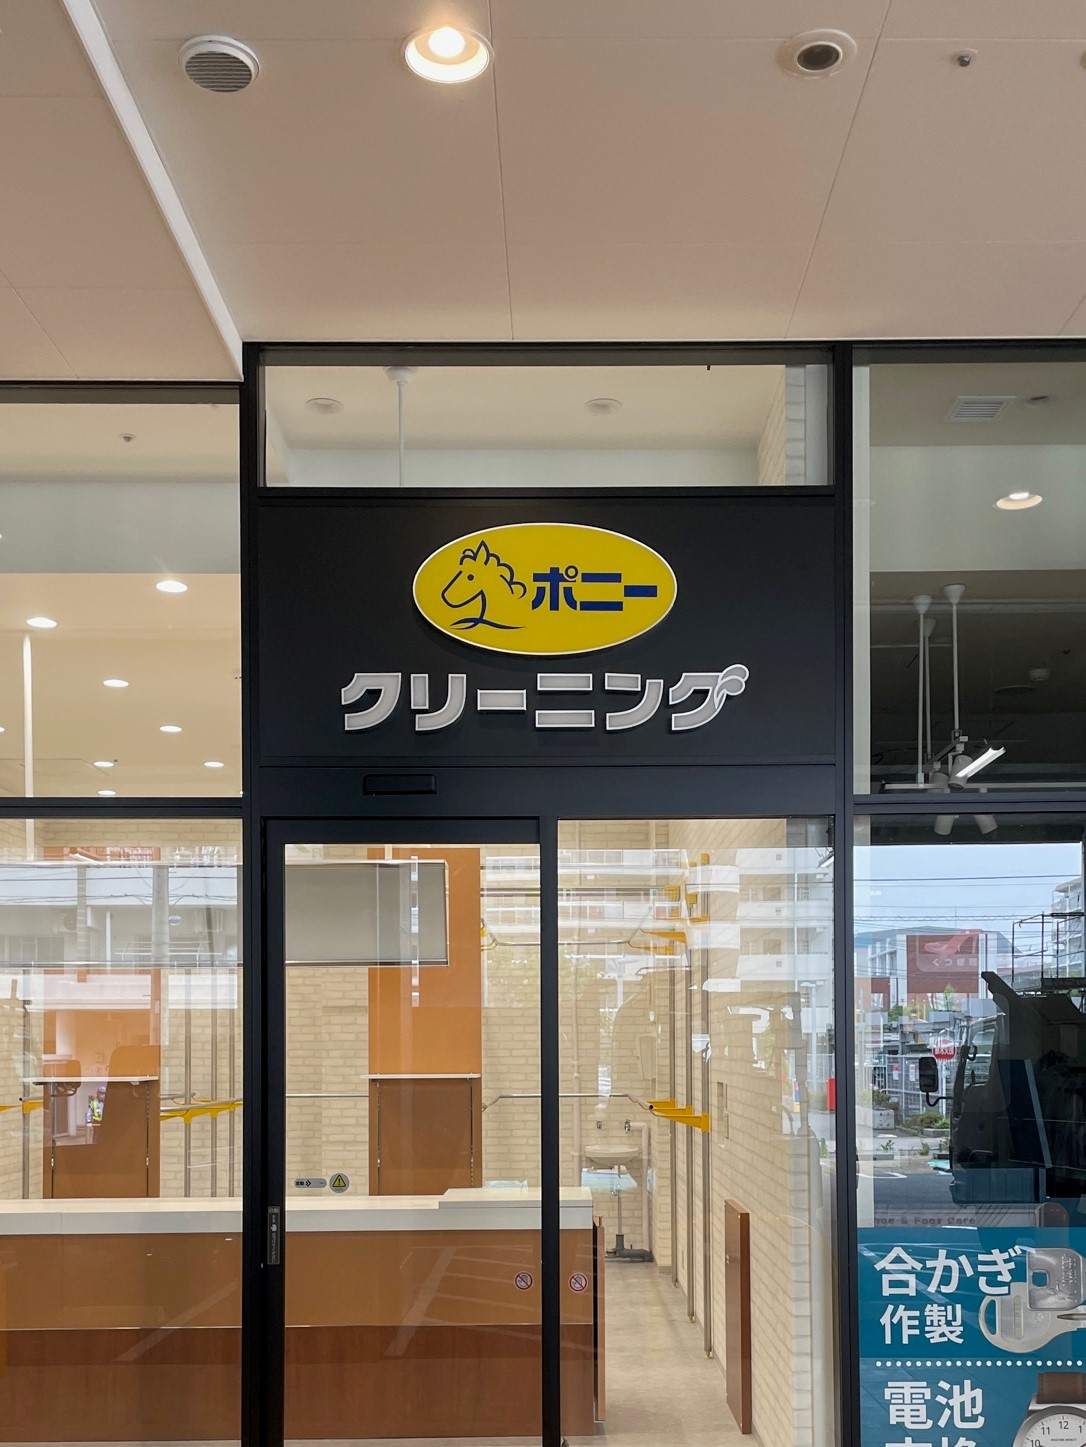 ポニー
クリーニング
合かぎ
作製
電池